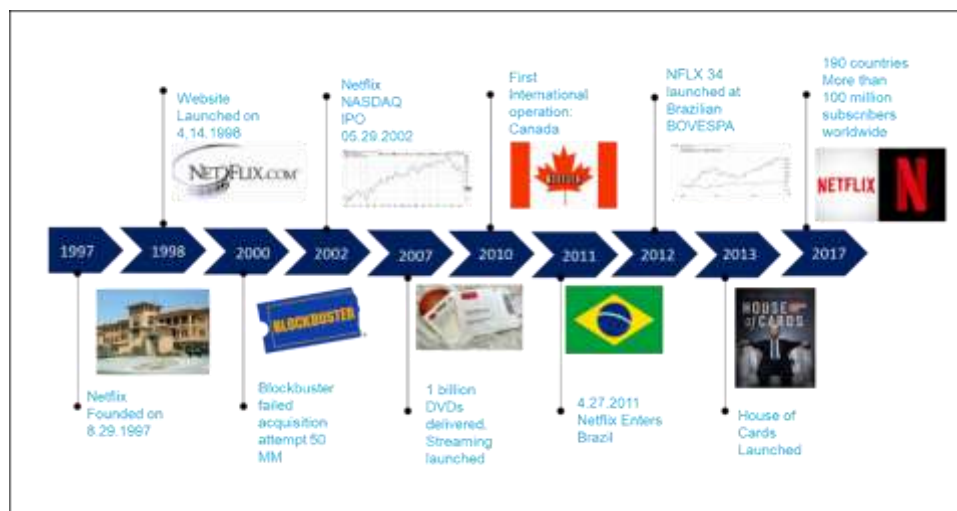 Website
Launched on
4,14.1998
NETFLIX.COM
Netflix
NASDAQ
IPO
05.29.2002
First
International
operation:
Canada
NFLX 34
launched at
Brazilian
BOVESPA
190 countries
More than
100 million
subscribers
worldwide
NETFLIX
N
1997
1998
2000
2002
2007
2010
2011
2012
2013
2017
BLOCKBUSTER
HOUSE
of CARDS
Netflix
Founded on
8.29.1997
Blockbuster
failed
acquisition
attempt 50
MM
1 billion
DVDs
delivered,
Streaming
launched
4.27.2011
Netflix Enters
Brazil
House of
Cards
Launched